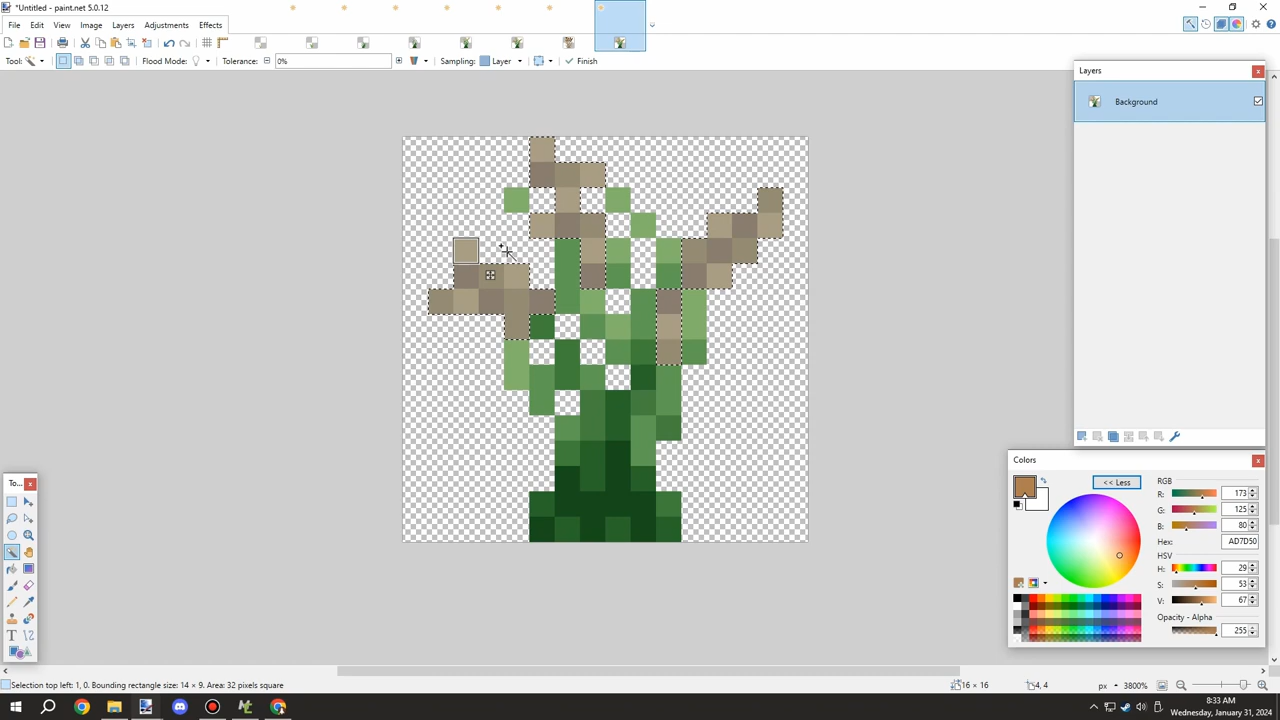 *Untitled - paint.net 5.0.12
File Edit View Image Layers Adjustments Effects
Tool: Flood Mode: Tolerance: 0% Sampling: Layer Finish
Layers
Background
Colors
<< Less
RGB
R: 173
G: 125
B: 80
Hex: AD7D50
HSV
H: 29
S: 53
V: 67
Opacity - Alpha
255
To...
Selection top left: 1, 0. Bounding rectangle size: 14 × 9. Area: 32 pixels square
16 × 16
4, 4
px
3800%
8:33 AM
Wednesday, January 31, 2024